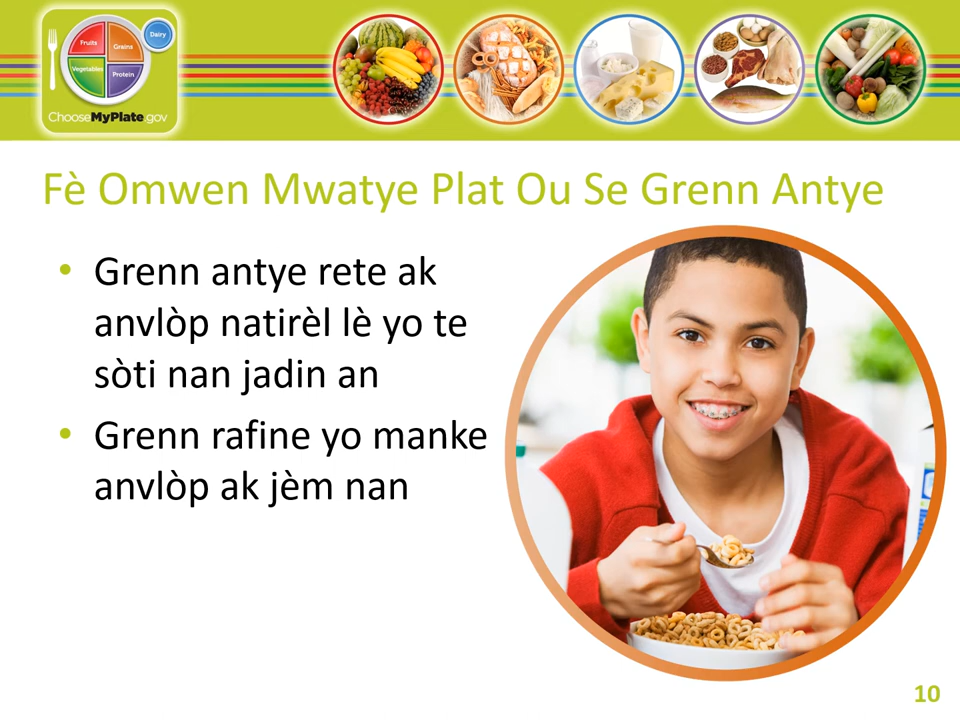 Fruits
Grains
Dairy
Vegetables
Protein
ChooseMyPlate.gov
Fè Omwen Mwatye Plat Ou Se Grenn Antye
• Grenn antye rete ak
anvlòp natirèl lè yo te
sòti nan jadin an
• Grenn rafine yo manke
anvlòp ak jèm nan
10